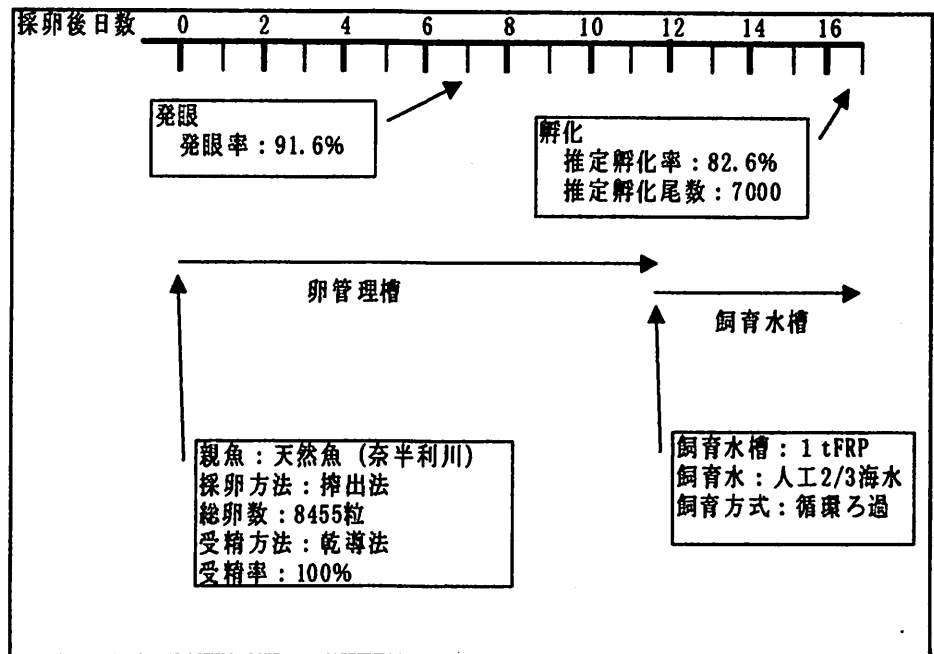 採卵後日数 0 2 4 6 8 10 12 14 16
発眼
発眼率:91.6%
孵化
推定孵化率:82.6%
推定孵化尾数:7000
卵管理槽
飼育水槽
親魚:天然魚(奈半利川)
採卵方法:搾出法
総卵数:8455粒
受精方法:乾導法
受精率:100%
飼育水槽:1tFRP
飼育水:人工2/3海水
飼育方式:循環ろ過